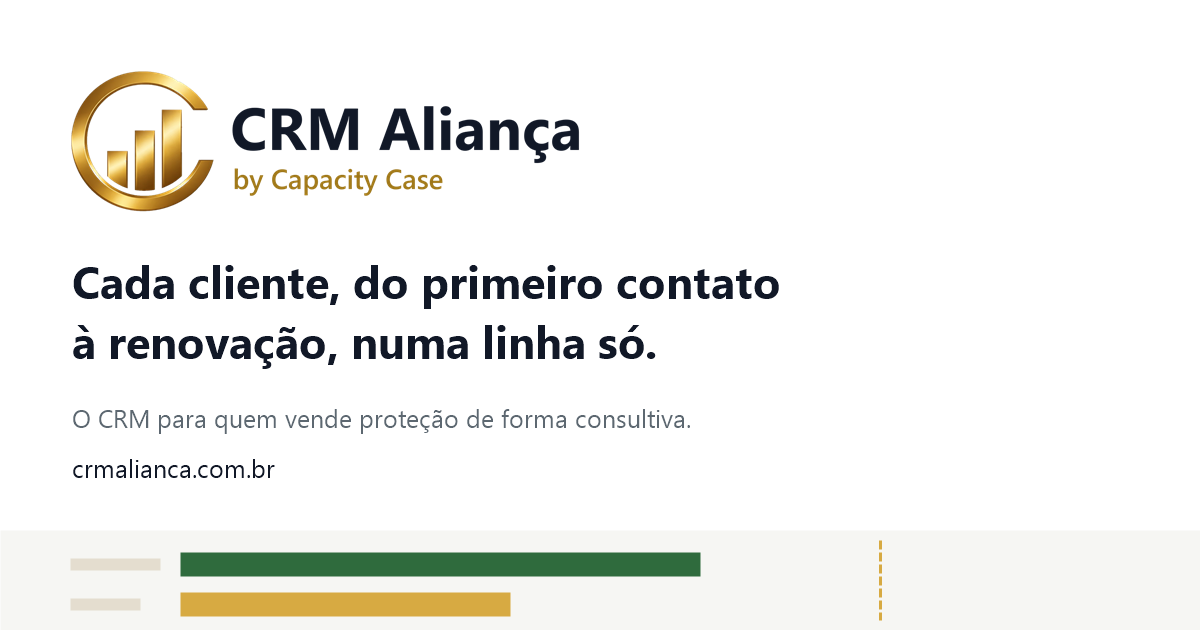 CRM Aliança
by Capacity Case
Cada cliente, do primeiro contato
à renovação, numa linha só.
O CRM para quem vende proteção de forma consultiva.
crmalianca.com.br